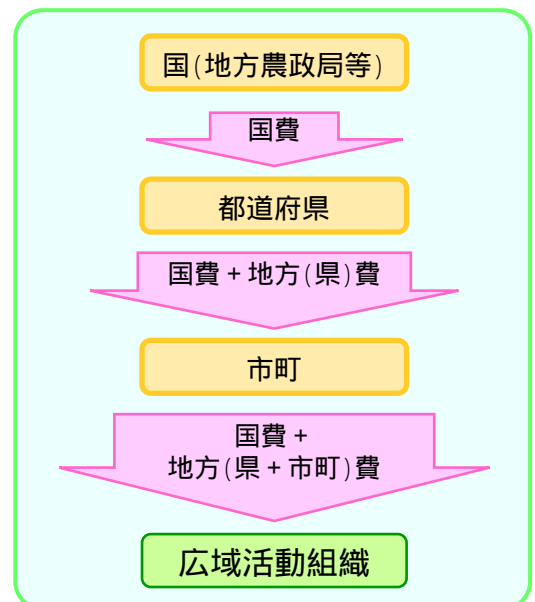 国(地方農政局等)
国費
都道府県
国費+地方(県)費
市町
国費+
地方(県+市町)費
広域活動組織